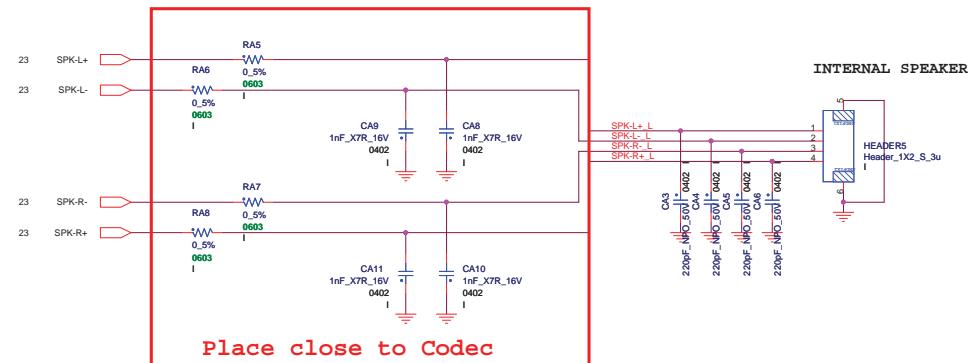 23 SPK-L+
RA5
0_5%
0603
I
23 SPK-L-
RA6
0_5%
0603
I
CA9
1nF_X7R_16V
0402
I
CA8
1nF_X7R_16V
0402
I
23 SPK-R-
RA7
0_5%
0603
I
23 SPK-R+
RA8
0_5%
0603
I
CA11
1nF_X7R_16V
0402
I
CA10
1nF_X7R_16V
0402
I
Place close to Codec
INTERNAL SPEAKER
SPK-L+_L
SPK-L-_L
SPK-R-_L
SPK-R+_L
1
2
3
4
5
6
HEADER5
Header_1X2_S_3u
I
CA3
220pF_NPO_50V
0402
I
CA4
220pF_NPO_50V
0402
I
CA5
220pF_NPO_50V
0402
I
CA6
220pF_NPO_50V
0402
I